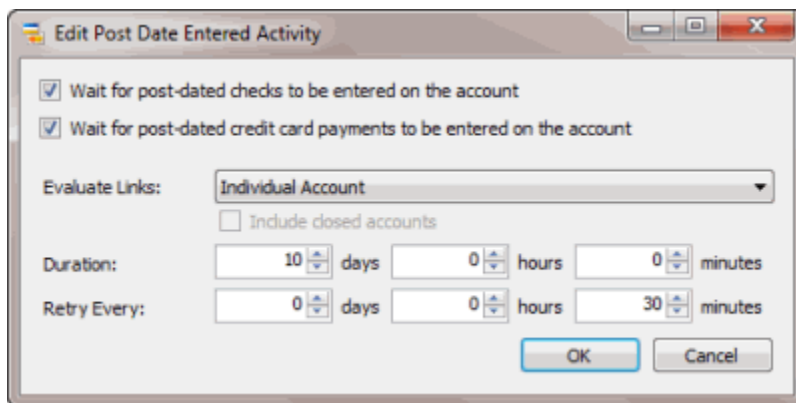 Edit Post Date Entered Activity
Wait for post-dated checks to be entered on the account
Wait for post-dated credit card payments to be entered on the account
Evaluate Links: Individual Account
Include closed accounts
Duration: 10 days 0 hours 0 minutes
Retry Every: 0 days 0 hours 30 minutes
OK Cancel